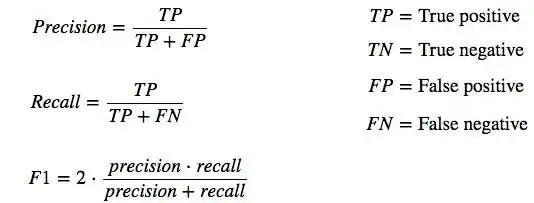 Precision = TP / (TP + FP)
Recall = TP / (TP + FN)
F1 = 2 · (precision · recall) / (precision + recall)
TP = True positive
TN = True negative
FP = False positive
FN = False negative